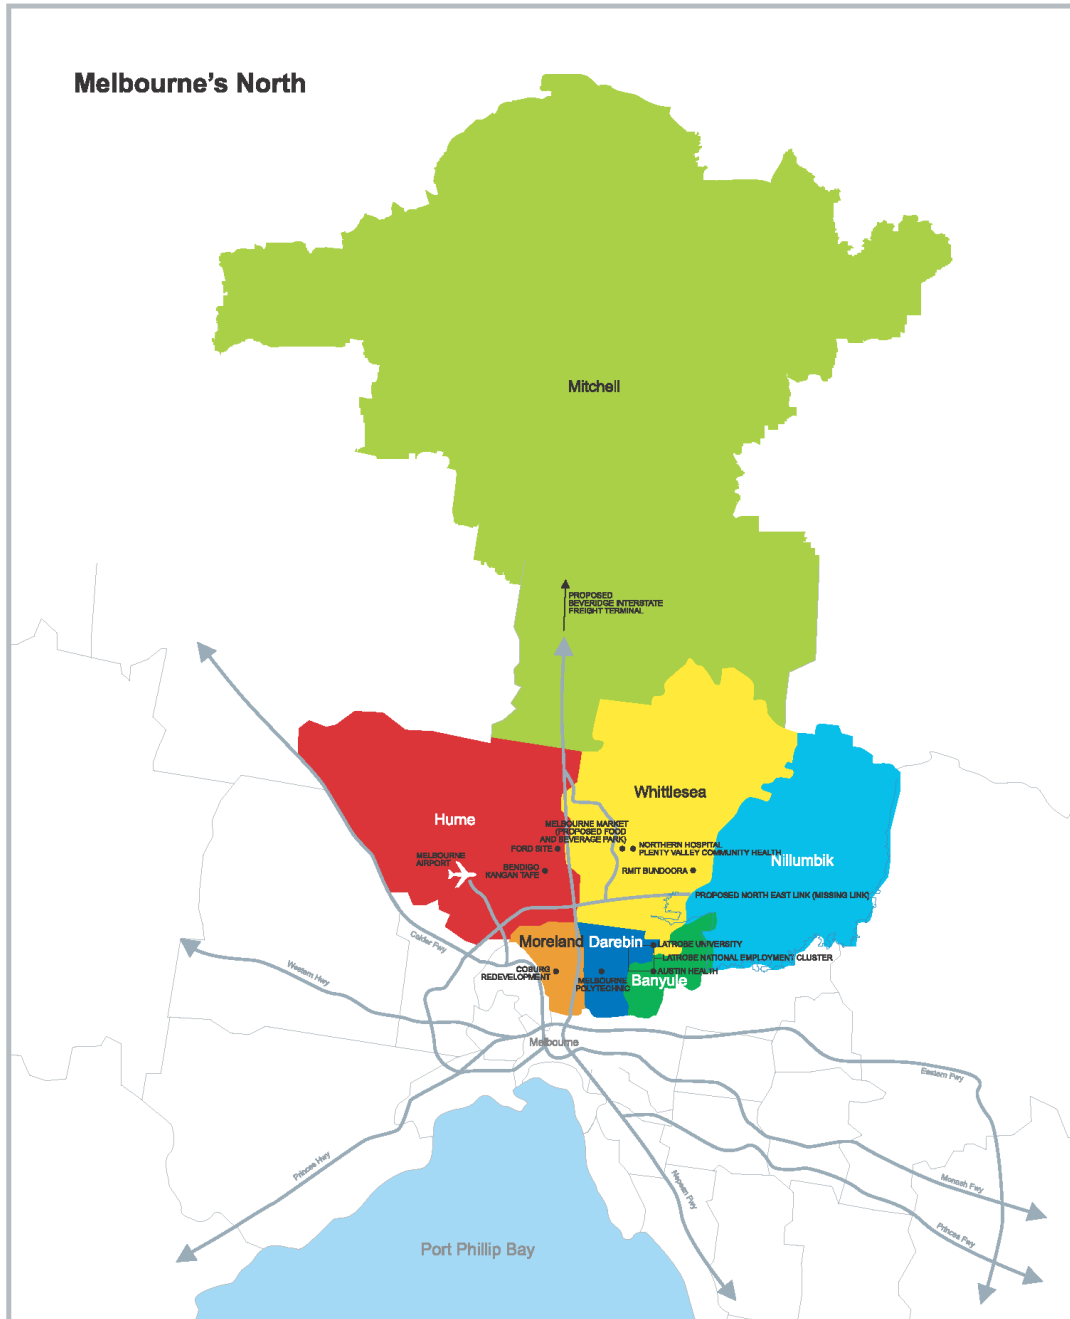 Melbourne's North
Mitchell
PROPOSED
BEVERIDGE INTERSTATE
FREIGHT TERMINAL
Whittlesea
Hume
MELBOURNE MARKET
(PROPOSED FOOD
AND BEVERAGE PARK)
FORD SITE
NORTHERN HOSPITAL
PLENTY VALLEY COMMUNITY HEALTH
MELBOURNE
AIRPORT
Nillumbik
BENDIGO
KANGAN TAFE
RMIT BUNDOORA
PROPOSED NORTH EAST LINK (MISSING LINK)
Calder Fwy
Moreland
Darebin
LATROBE UNIVERSITY
LATROBE NATIONAL EMPLOYMENT CLUSTER
Western Hwy
COBURG
REDEVELOPMENT
AUSTIN HEALTH
MELBOURNE
POLYTECHNIC
Banyule
Melbourne
Eastern Fwy
Princes Hwy
Nepean Fwy
Monash Fwy
Princes Fwy
Port Phillip Bay